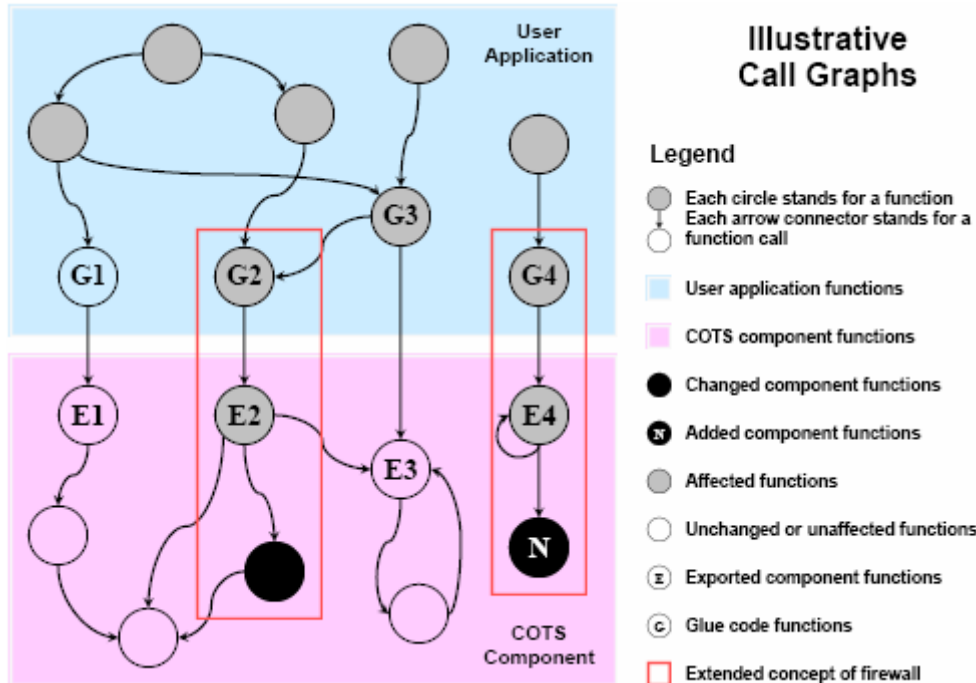 User
Application
Illustrative
Call Graphs
Legend
Each circle stands for a function
Each arrow connector stands for a
function call
G3
G1
G2
G4
User application functions
COTS component functions
Changed component functions
E1
E2
E4
N
Added component functions
E3
Affected functions
N
Unchanged or unaffected functions
E
Exported component functions
G
Glue code functions
COTS
Component
Extended concept of firewall